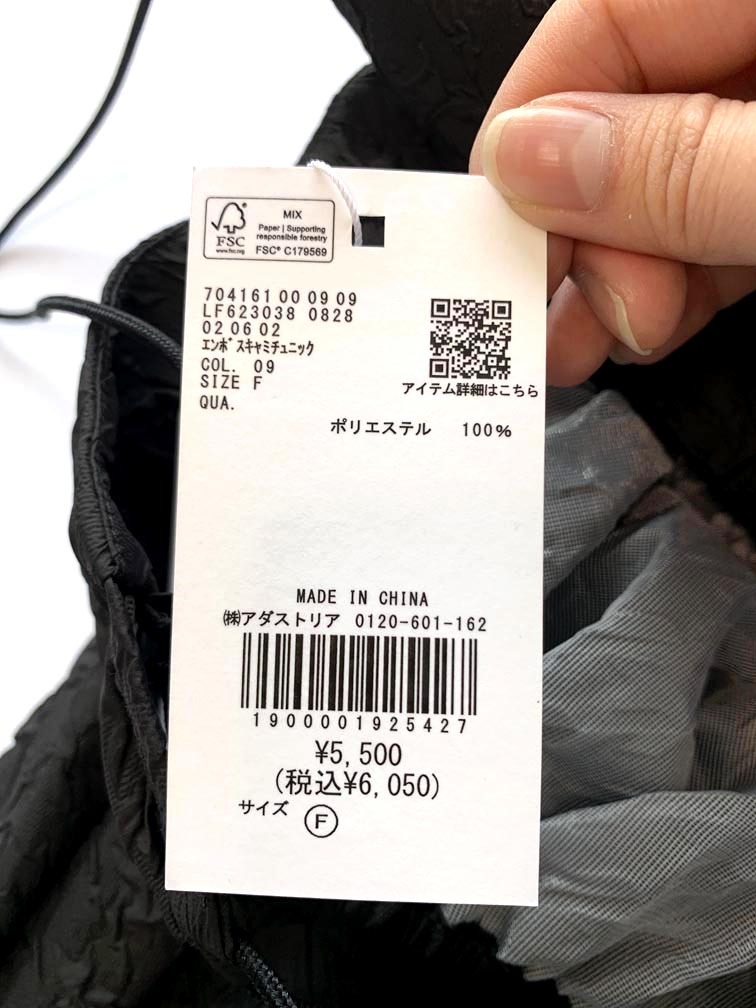 FSC
www.fsc.org
MIX
Paper | Supporting
responsible forestry
FSC® C179569
704161 00 09 09
LF623038 0828
02 06 02
ｴﾝﾎﾞｽｷｬﾐﾁｭﾆｯｸ
COL. 09
SIZE F
QUA.
アイテム詳細はこちら
ポリエステル 100%
MADE IN CHINA
㈱アダストリア 0120-601-162
1900001925427
¥5,500
(税込¥6,050)
サイズ Ⓕ